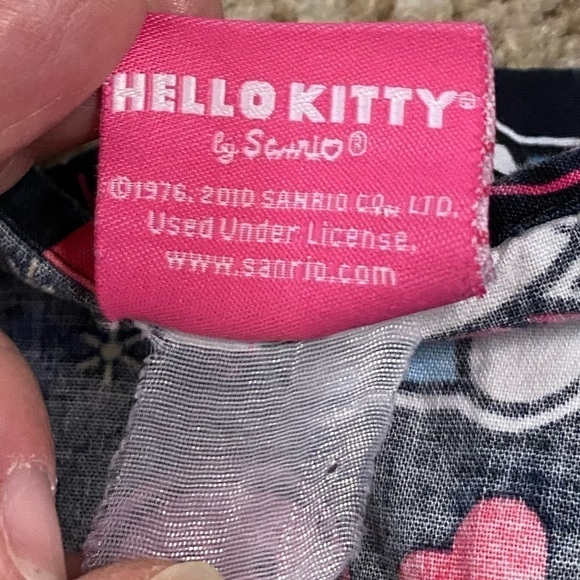 HELLO KITTY®
by Sanrio®
©1976, 2010 SANRIO CO., LTD.
Used Under License.
www.sanrio.com